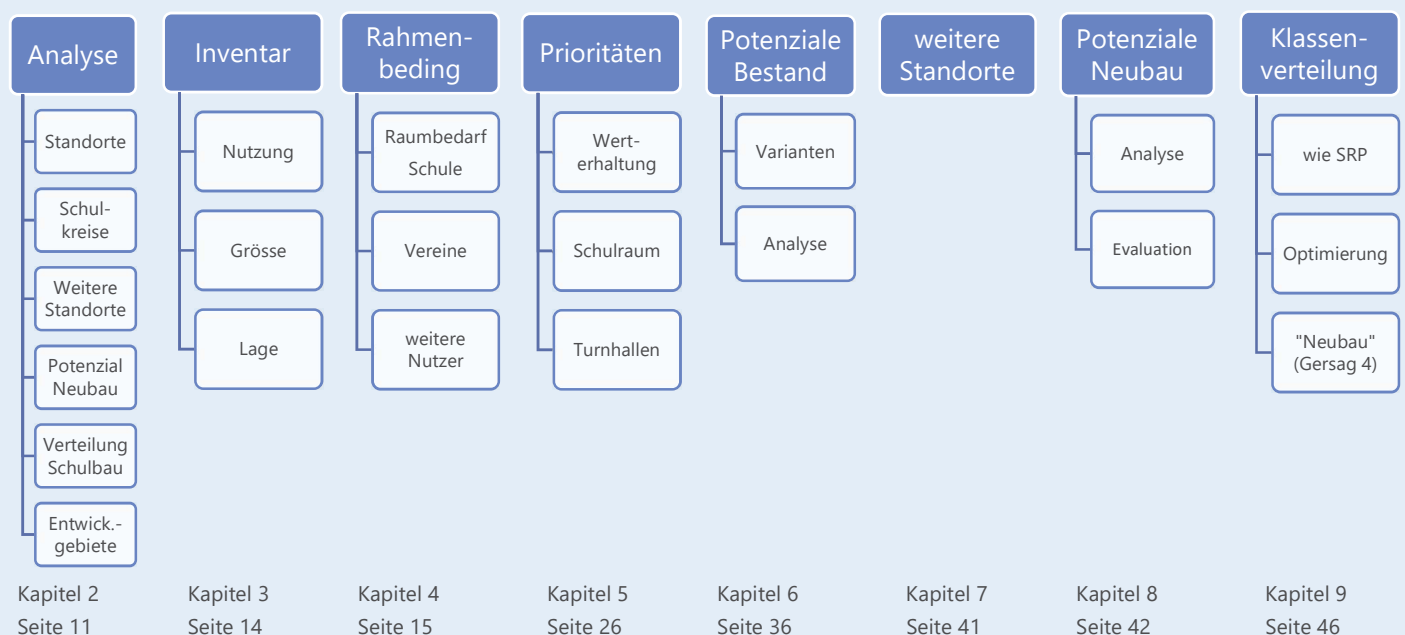 Analyse
Standorte
Schul-
kreise
Weitere
Standorte
Potenzial
Neubau
Verteilung
Schulbau
Entwick.-
gebiete
Kapitel 2
Seite 11
Inventar
Nutzung
Grösse
Lage
Kapitel 3
Seite 14
Rahmen-
beding
Raumbedarf
Schule
Vereine
weitere
Nutzer
Kapitel 4
Seite 15
Prioritäten
Wert-
erhaltung
Schulraum
Turnhallen
Kapitel 5
Seite 26
Potenziale
Bestand
Varianten
Analyse
Kapitel 6
Seite 36
weitere
Standorte
Kapitel 7
Seite 41
Potenziale
Neubau
Analyse
Evaluation
Kapitel 8
Seite 42
Klassen-
verteilung
wie SRP
Optimierung
"Neubau"
(Gersag 4)
Kapitel 9
Seite 46